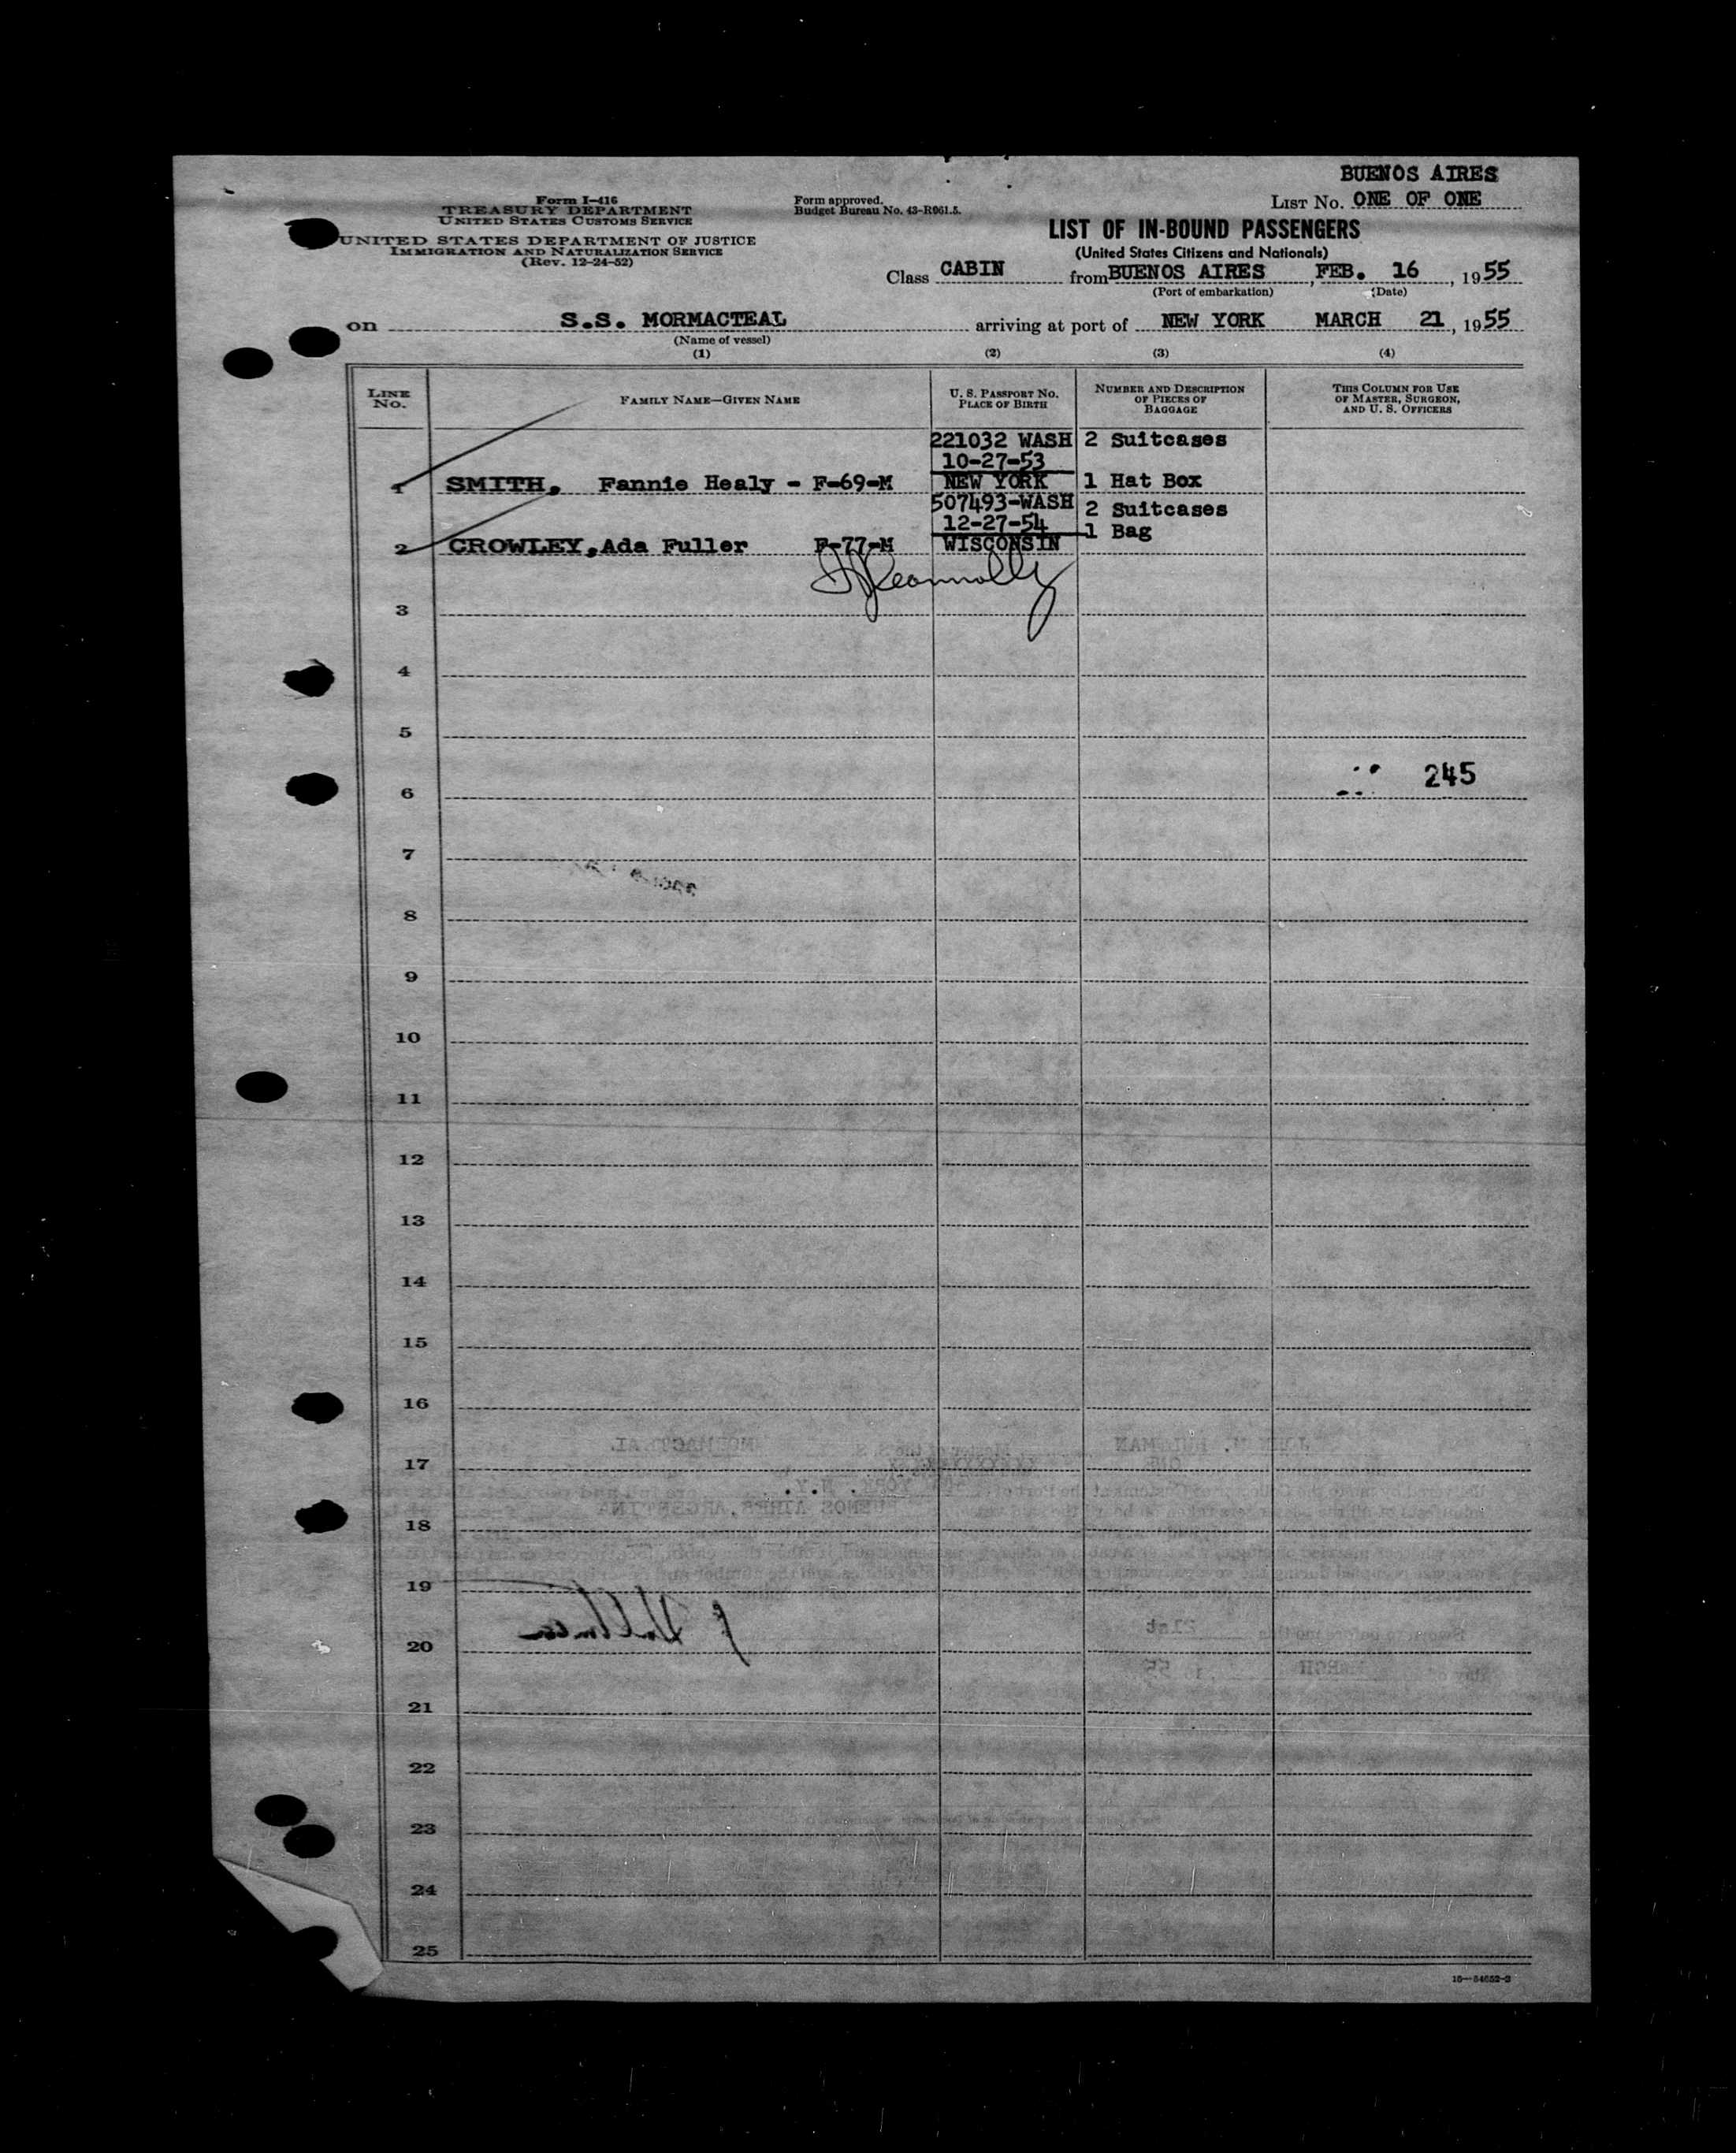 BUENOS AIRES
Form I-416
TREASURY DEPARTMENT
UNITED STATES CUSTOMS SERVICE
UNITED STATES DEPARTMENT OF JUSTICE
IMMIGRATION AND NATURALIZATION SERVICE
(Rev. 12-24-52)
Form approved.
Budget Bureau No. 43-R061.5.
LIST No. ONE OF ONE
LIST OF IN-BOUND PASSENGERS
(United States Citizens and Nationals)
Class CABIN from BUENOS AIRES, FEB. 16, 1955
(Port of embarkation) (Date)
on S.S. MORMACTEAL arriving at port of NEW YORK MARCH 21, 1955
(Name of vessel)
(1) (2) (3) (4)
LINE No.
FAMILY NAME—GIVEN NAME
U. S. PASSPORT NO.
PLACE OF BIRTH
NUMBER AND DESCRIPTION
OF PIECES OF
BAGGAGE
THIS COLUMN FOR USE
OF MASTER, SURGEON,
AND U. S. OFFICERS
221032 WASH 2 Suitcases
10-27-53
1 SMITH, Fannie Healy - F-69-M NEW YORK 1 Hat Box
507493-WASH 2 Suitcases
12-27-54 1 Bag
2 CROWLEY, Ada Fuller F-77-M WISCONSIN
3
4
5
245
6
7
8
9
10
11
12
13
14
15
16
17
18
19
20
21
22
23
24
25
16—54652-2